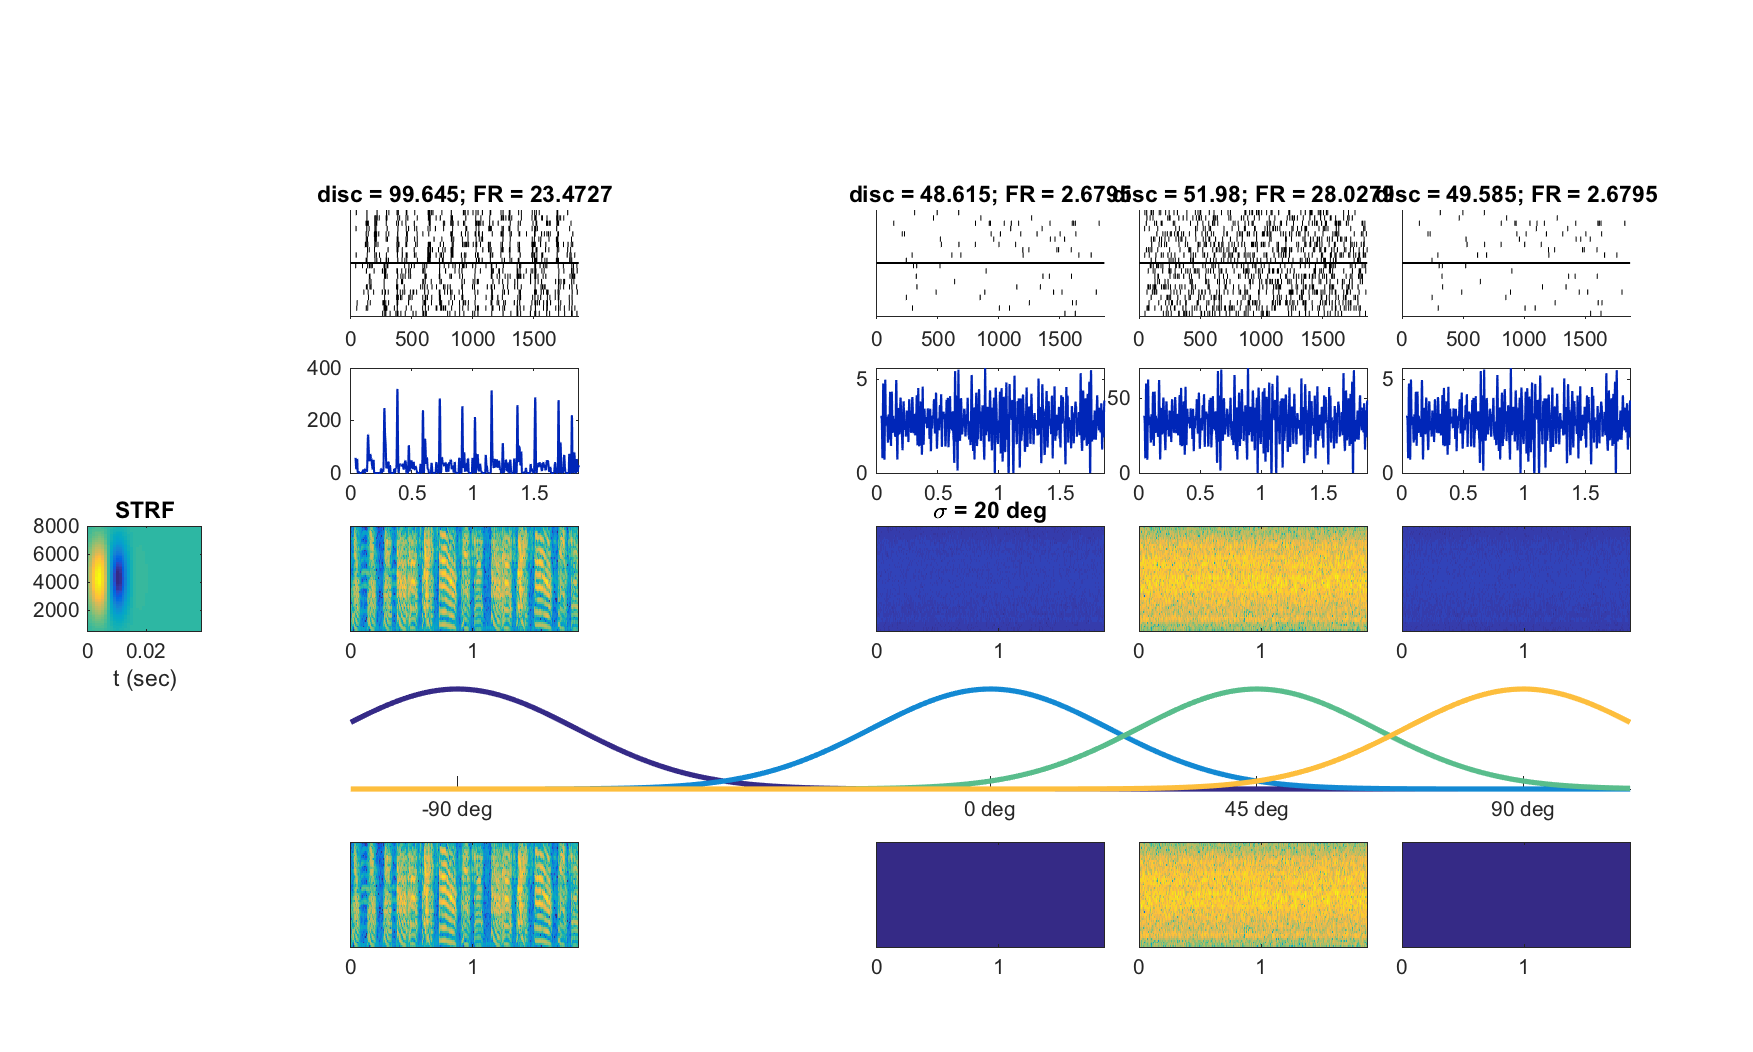 disc = 99.645; FR = 23.4727
disc = 48.615; FR = 2.6795
disc = 51.98; FR = 28.0279
disc = 49.585; FR = 2.6795
0 500 1000 1500
0 500 1000 1500
0 500 1000 1500
0 500 1000 1500
400
200
0
0 0.5 1 1.5
5
0
0 0.5 1 1.5
50
0
0 0.5 1 1.5
5
0
0 0.5 1 1.5
STRF
8000
6000
4000
2000
0 0.02
t (sec)
σ = 20 deg
0 1
0 1
0 1
0 1
-90 deg 0 deg 45 deg 90 deg
0 1
0 1
0 1
0 1